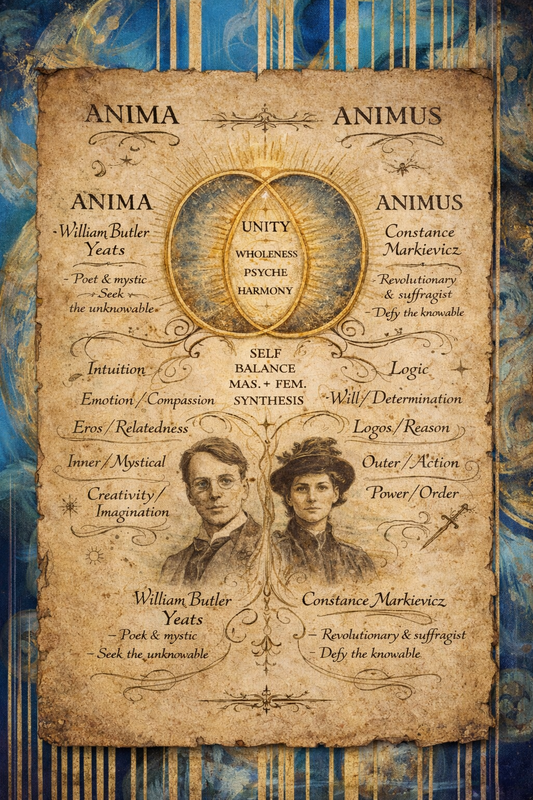 ANIMA
ANIMUS
ANIMA
William Butler
Yeats
- Poet & mystic
- Seek
the unknowable
UNITY
WHOLENESS
PSYCHE
HARMONY
ANIMUS
Constance
Markievicz
Revolutionary
& suffragist
- Defy the knowable
SELF
BALANCE
MAS. + FEM.
SYNTHESIS
Intuition
Emotion / Compassion
Eros / Relatedness
Inner / Mystical
Creativity /
Imagination
Logic
Will / Determination
Logos / Reason
Outer / Action
Power / Order
William Butler
Yeats
- Poek & mystic
- Seek the unknowable
Constance Markievicz
- Revolutionary & suffragist
- Defy the knowable